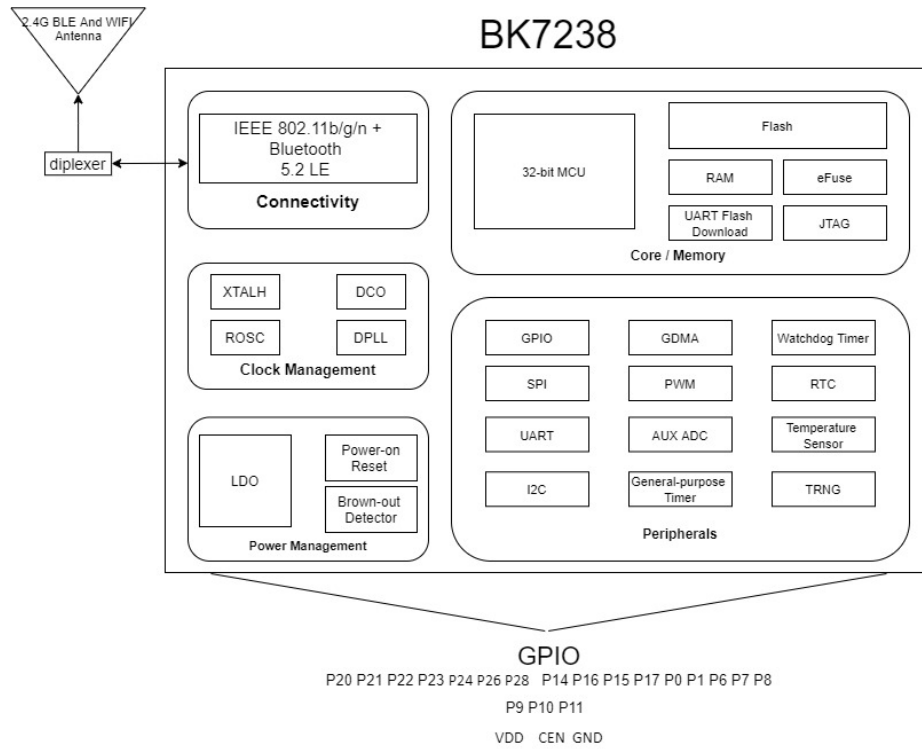 2.4G BLE And WIFI
Antenna
BK7238
diplexer
IEEE 802.11b/g/n +
Bluetooth
5.2 LE
Connectivity
32-bit MCU
Flash
RAM
eFuse
UART Flash
Download
JTAG
Core / Memory
XTALH
DCO
ROSC
DPLL
Clock Management
GPIO
GDMA
Watchdog Timer
SPI
PWM
RTC
UART
AUX ADC
Temperature
Sensor
I2C
General-purpose
Timer
TRNG
Peripherals
LDO
Power-on
Reset
Brown-out
Detector
Power Management
GPIO
P20 P21 P22 P23 P24 P26 P28 P14 P16 P15 P17 P0 P1 P6 P7 P8
P9 P10 P11
VDD CEN GND